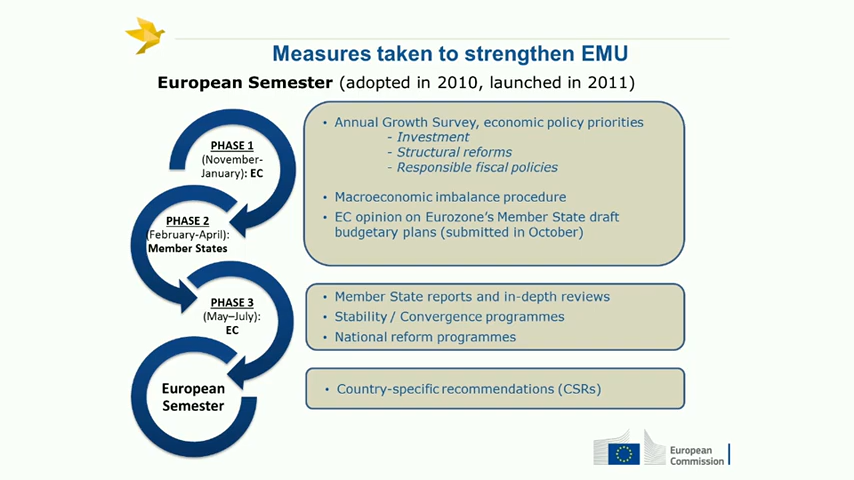 Measures taken to strengthen EMU
European Semester (adopted in 2010, launched in 2011)
PHASE 1
(November-
January): EC
• Annual Growth Survey, economic policy priorities
- Investment
- Structural reforms
- Responsible fiscal policies
• Macroeconomic imbalance procedure
• EC opinion on Eurozone's Member State draft
budgetary plans (submitted in October)
PHASE 2
(February-April):
Member States
• Member State reports and in-depth reviews
• Stability / Convergence programmes
• National reform programmes
PHASE 3
(May–July):
EC
• Country-specific recommendations (CSRs)
European
Semester
European
Commission